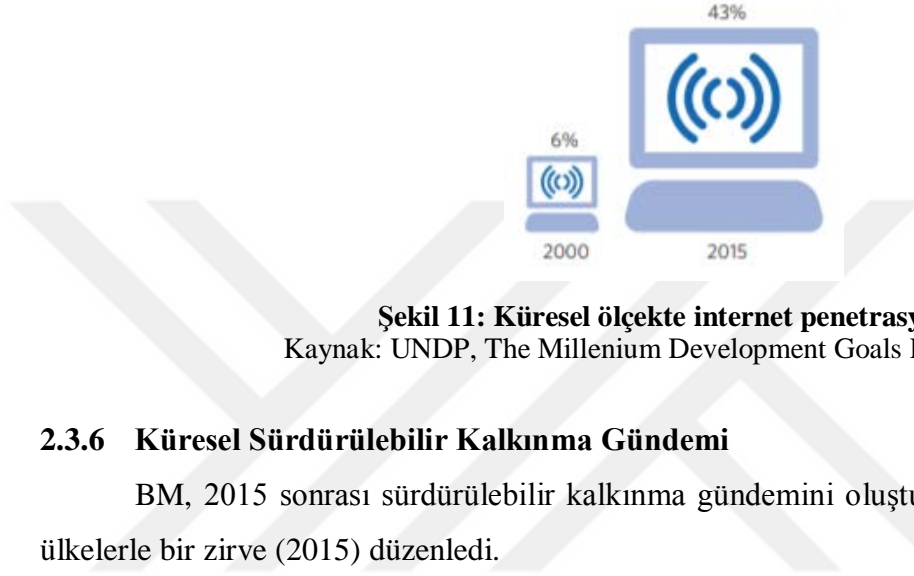 43%
6%
2000 2015
Şekil 11: Küresel ölçekte internet penetrasy
Kaynak: UNDP, The Millenium Development Goals
2.3.6 Küresel Sürdürülebilir Kalkınma Gündemi
BM, 2015 sonrası sürdürülebilir kalkınma gündemini oluştu
ülkelerle bir zirve (2015) düzenledi.